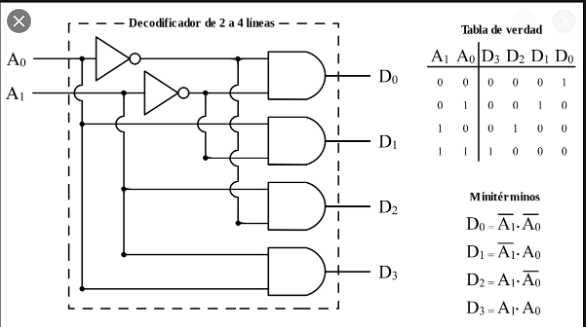 Decodificador de 2 a 4 líneas
A₀
A₁
D₀
D₁
D₂
D₃
Tabla de verdad
A₁ A₀ D₃ D₂ D₁ D₀
0 0 0 0 0 1
0 1 0 0 1 0
1 0 0 1 0 0
1 1 1 0 0 0
Minitérminos
D₀ = A̅₁. A̅₀
D₁ = A̅₁. A₀
D₂ = A₁. A̅₀
D₃ = A₁. A₀